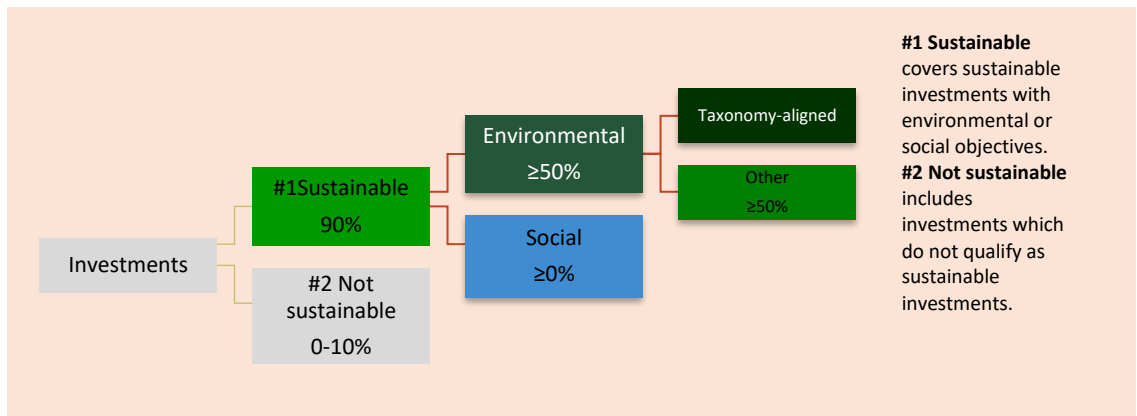 Investments
#1Sustainable
90%
#2 Not
sustainable
0-10%
Environmental
≥50%
Social
≥0%
Taxonomy-aligned
Other
≥50%
#1 Sustainable
covers sustainable
investments with
environmental or
social objectives.
#2 Not sustainable
includes
investments which
do not qualify as
sustainable
investments.